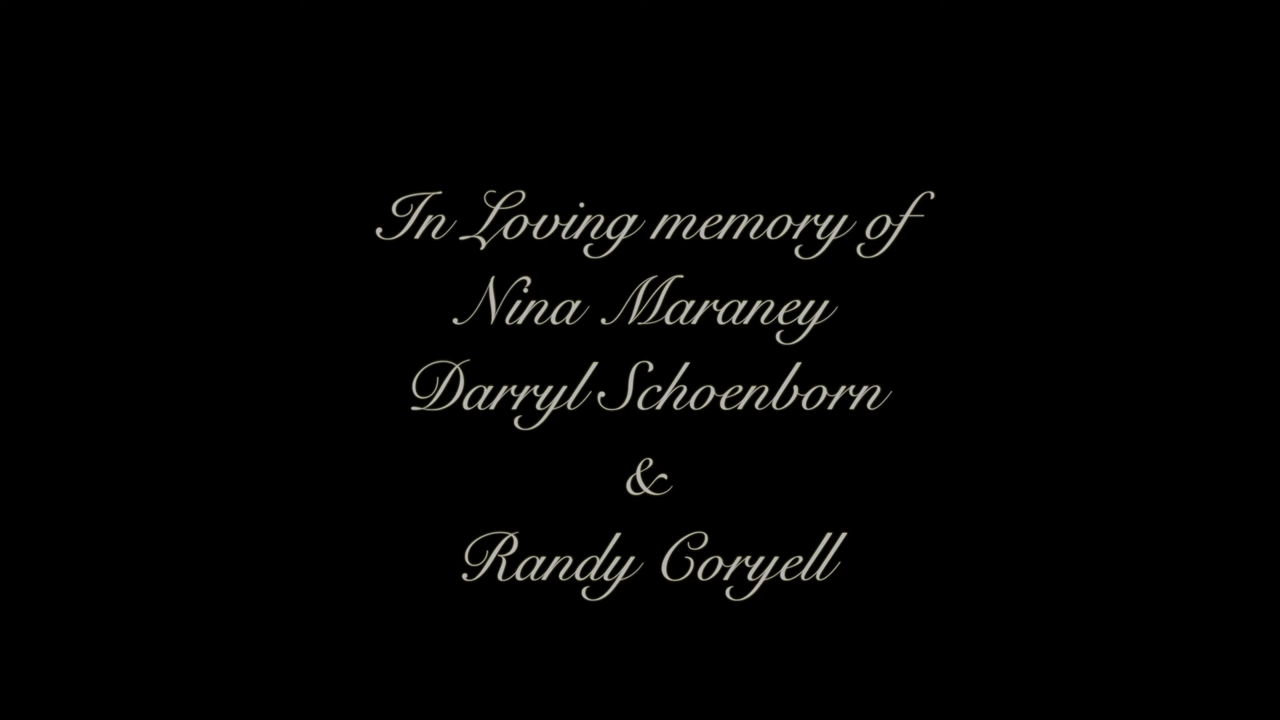 In Loving memory of
Nina Maraney
Darryl Schoenborn
&
Randy Coryell